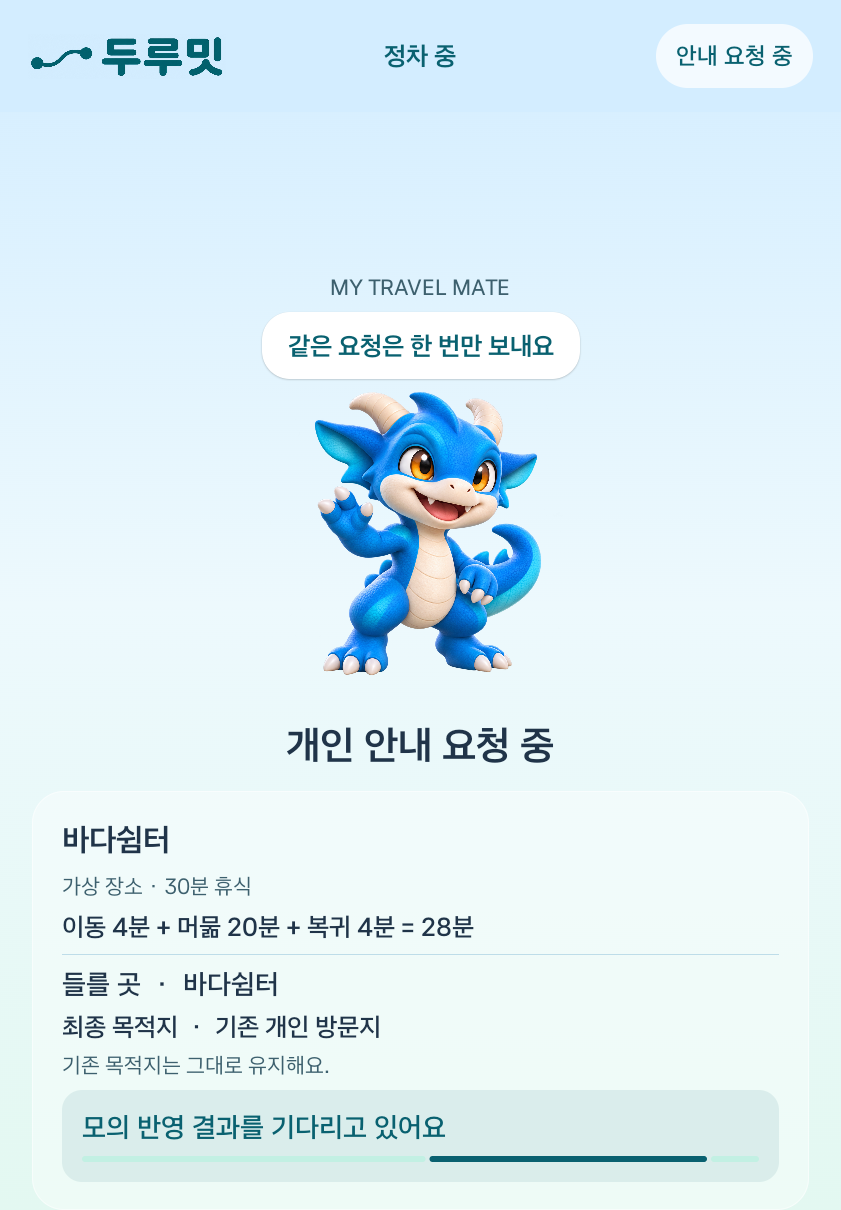 두루밋
정차 중
안내 요청 중
MY TRAVEL MATE
같은 요청은 한 번만 보내요
개인 안내 요청 중
바다쉼터
가상 장소 · 30분 휴식
이동 4분 + 머묾 20분 + 복귀 4분 = 28분
들를 곳 · 바다쉼터
최종 목적지 · 기존 개인 방문지
기존 목적지는 그대로 유지해요.
모의 반영 결과를 기다리고 있어요